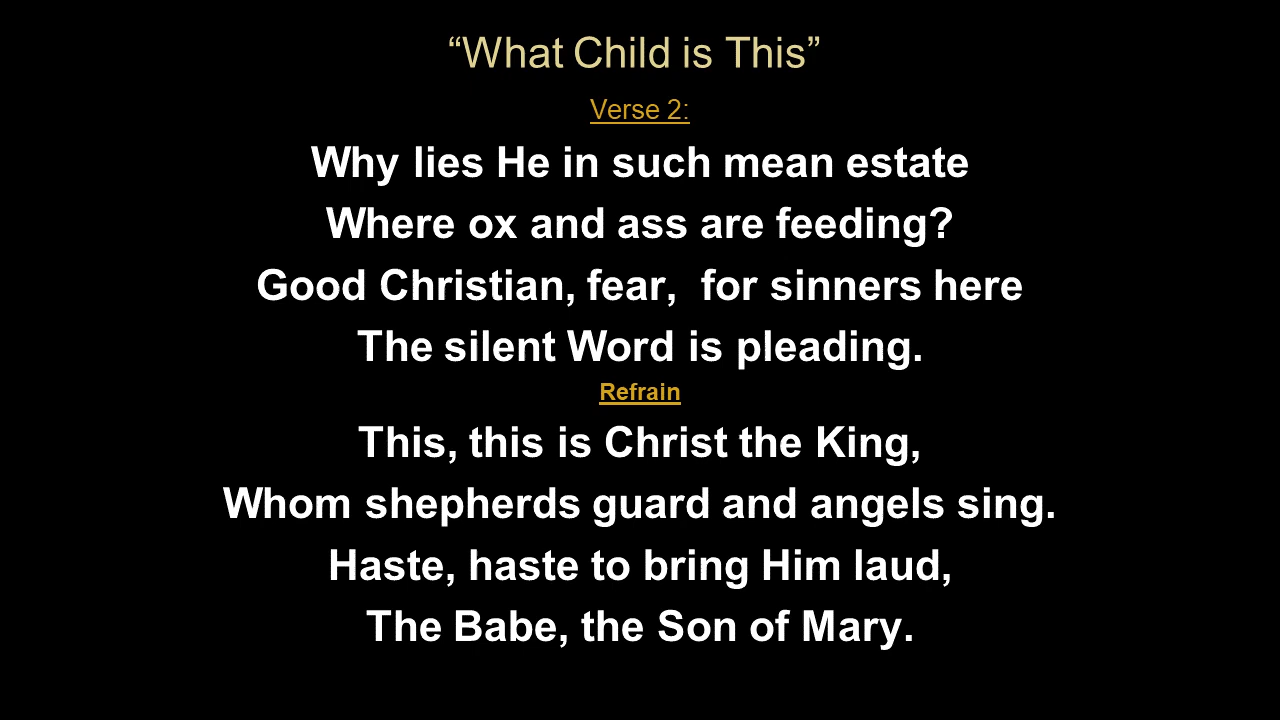 “What Child is This”
Verse 2:
Why lies He in such mean estate
Where ox and ass are feeding?
Good Christian, fear,  for sinners here
The silent Word is pleading.
Refrain
This, this is Christ the King,
Whom shepherds guard and angels sing.
Haste, haste to bring Him laud,
The Babe, the Son of Mary.